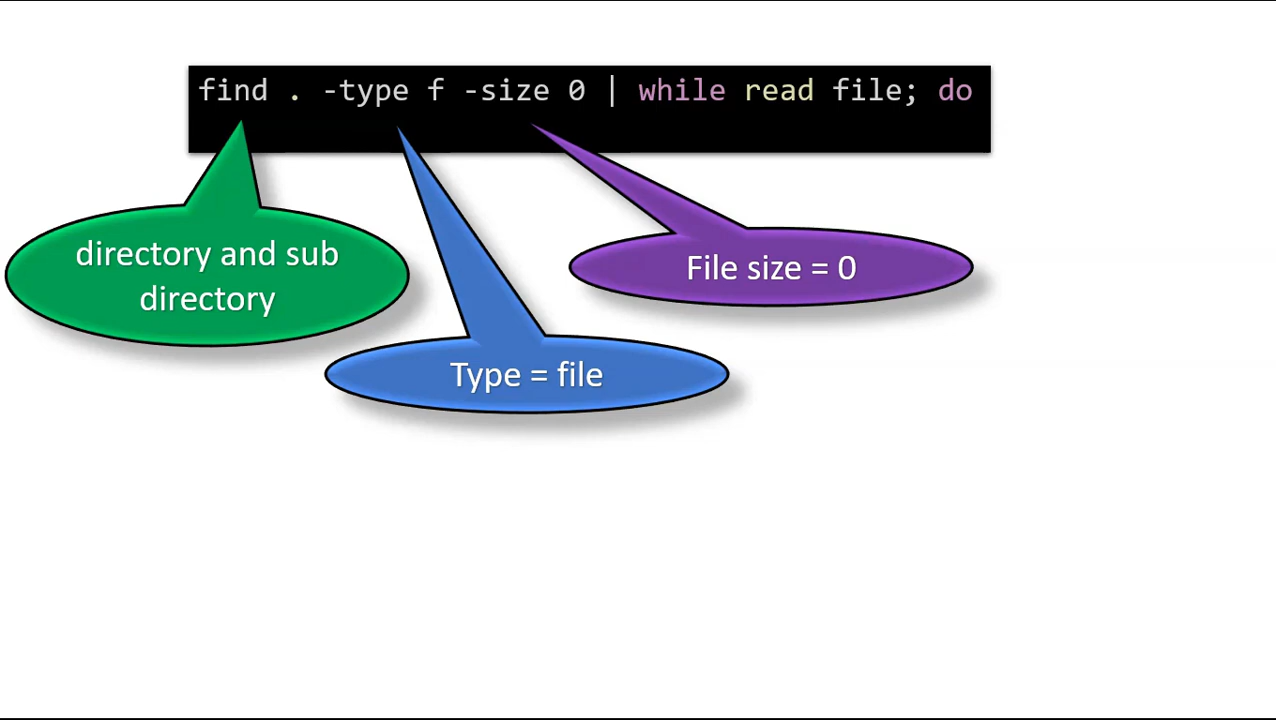 find . -type f -size 0 | while read file; do
directory and sub
directory
File size = 0
Type = file